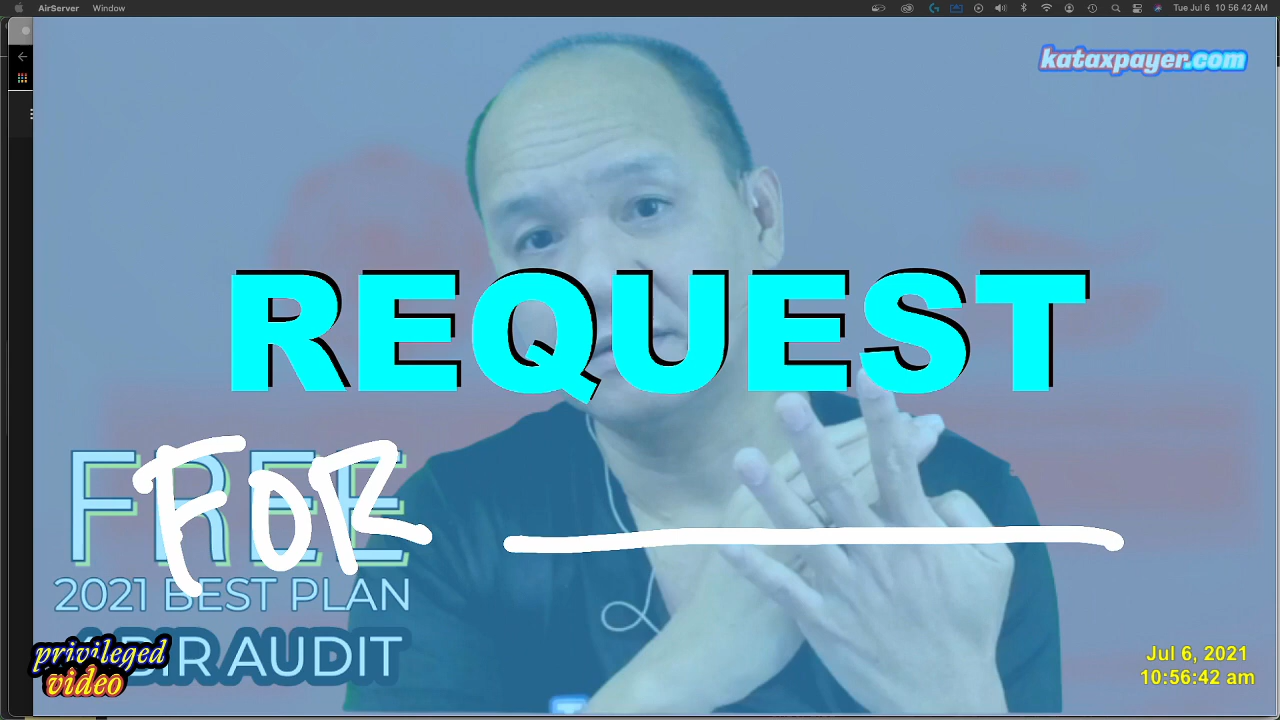 AirServer Window
Tue Jul 6 10 56 42 AM
kataxpayer.com
REQUEST
FREE
FOR
2021 BEST PLAN
BIR AUDIT
privileged
video
Jul 6, 2021
10:56:42 am